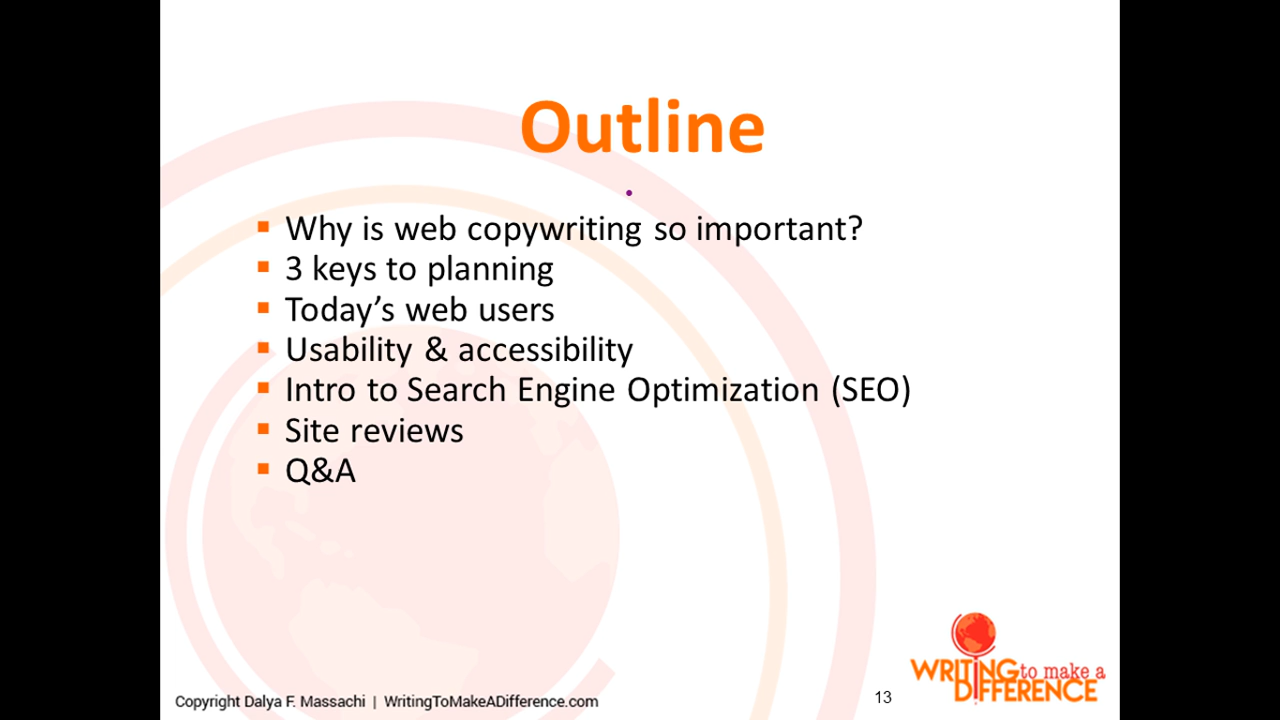 Outline
•
▪ Why is web copywriting so important?
▪ 3 keys to planning
▪ Today’s web users
▪ Usability & accessibility
▪ Intro to Search Engine Optimization (SEO)
▪ Site reviews
▪ Q&A
WRITING to make a
DIFFERENCE
Copyright Dalya F. Massachi | WritingToMakeADifference.com
13